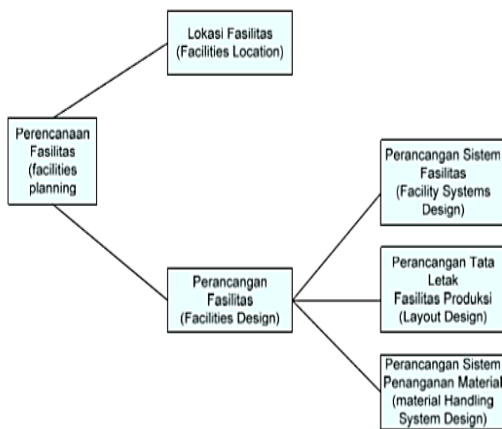 Lokasi Fasilitas
(Facilities Location)
Perencanaan
Fasilitas
(facilities
planning
Perancangan
Fasilitas
(Facilities Design)
Perancangan Sistem
Fasilitas
(Facility Systems
Design)
Perancangan Tata
Letak
Fasilitas Produksi
(Layout Design)
Perancangan Sistem
Penanganan Material
(material Handling
System Design)